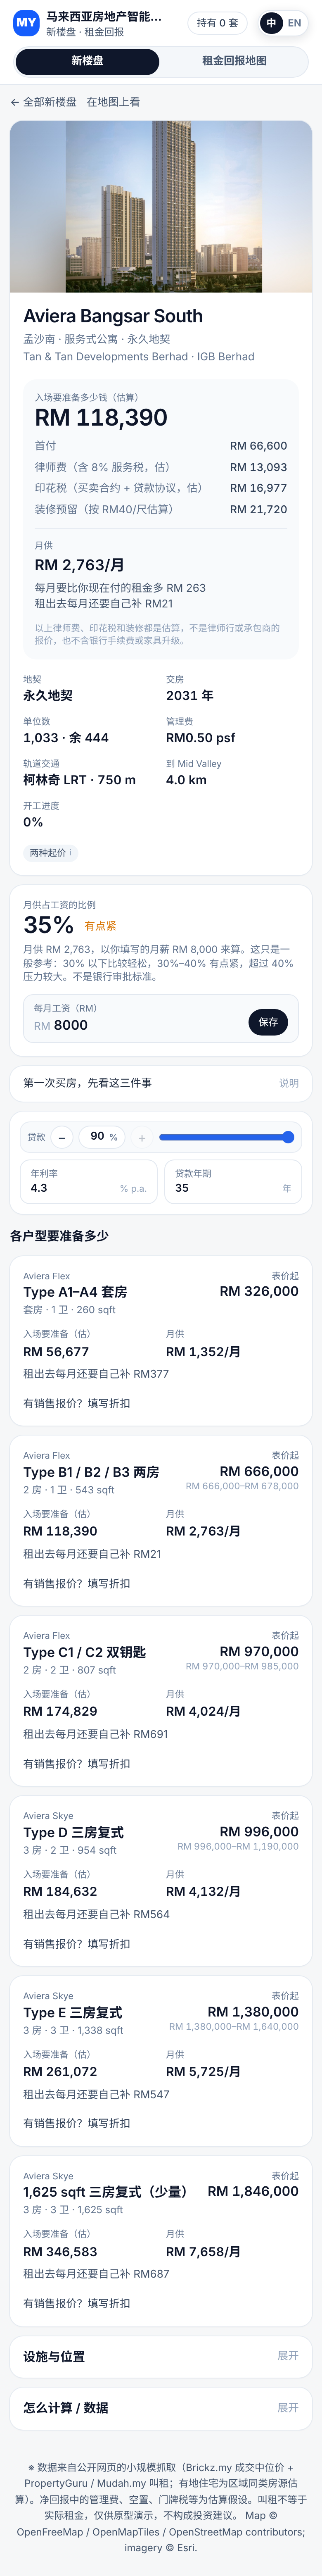 MY
马来西亚房地产智能...
新楼盘 · 租金回报
持有 0 套
中
EN
新楼盘
租金回报地图
← 全部新楼盘
在地图上看
Aviera Bangsar South
孟沙南 · 服务式公寓 · 永久地契
Tan & Tan Developments Berhad · IGB Berhad
入场要准备多少钱（估算）
RM 118,390
首付
RM 66,600
律师费（含 8% 服务税，估）
RM 13,093
印花税（买卖合约 + 贷款协议，估）
RM 16,977
装修预留（按 RM40/尺估算）
RM 21,720
月供
RM 2,763/月
每月要比你现在付的租金多 RM 263
租出去每月还要自己补 RM21
以上律师费、印花税和装修都是估算，不是律师行或承包商的
报价，也不含银行手续费或家具升级。
地契
交房
永久地契
2031 年
单位数
管理费
1,033 · 余 444
RM0.50 psf
轨道交通
到 Mid Valley
柯林奇 LRT · 750 m
4.0 km
开工进度
0%
两种起价 i
月供占工资的比例
35%
有点紧
月供 RM 2,763，以你填写的月薪 RM 8,000 来算。这只是一
般参考：30% 以下比较轻松，30%–40% 有点紧，超过 40%
压力较大。不是银行审批标准。
每月工资（RM）
RM 8000
保存
第一次买房，先看这三件事
说明
贷款
–
90 %
+
年利率
4.3
% p.a.
贷款年期
35
年
各户型要准备多少
Aviera Flex
表价起
Type A1–A4 套房
RM 326,000
套房 · 1 卫 · 260 sqft
入场要准备（估）
月供
RM 56,677
RM 1,352/月
租出去每月还要自己补 RM377
有销售报价？填写折扣
Aviera Flex
表价起
Type B1 / B2 / B3 两房
RM 666,000
2 房 · 1 卫 · 543 sqft
RM 666,000–RM 678,000
入场要准备（估）
月供
RM 118,390
RM 2,763/月
租出去每月还要自己补 RM21
有销售报价？填写折扣
Aviera Flex
表价起
Type C1 / C2 双钥匙
RM 970,000
2 房 · 2 卫 · 807 sqft
RM 970,000–RM 985,000
入场要准备（估）
月供
RM 174,829
RM 4,024/月
租出去每月还要自己补 RM691
有销售报价？填写折扣
Aviera Skye
表价起
Type D 三房复式
RM 996,000
3 房 · 2 卫 · 954 sqft
RM 996,000–RM 1,190,000
入场要准备（估）
月供
RM 184,632
RM 4,132/月
租出去每月还要自己补 RM564
有销售报价？填写折扣
Aviera Skye
表价起
Type E 三房复式
RM 1,380,000
3 房 · 3 卫 · 1,338 sqft
RM 1,380,000–RM 1,640,000
入场要准备（估）
月供
RM 261,072
RM 5,725/月
租出去每月还要自己补 RM547
有销售报价？填写折扣
Aviera Skye
表价起
1,625 sqft 三房复式（少量）
RM 1,846,000
3 房 · 3 卫 · 1,625 sqft
入场要准备（估）
月供
RM 346,583
RM 7,658/月
租出去每月还要自己补 RM687
有销售报价？填写折扣
设施与位置
展开
怎么计算 / 数据
展开
※ 数据来自公开网页的小规模抓取（Brickz.my 成交中位价 +
PropertyGuru / Mudah.my 叫租；有地住宅为区域同类房源估
算）。净回报中的管理费、空置、门牌税等为估算假设。叫租不等于
实际租金，仅供原型演示，不构成投资建议。 Map ©
OpenFreeMap / OpenMapTiles / OpenStreetMap contributors;
imagery © Esri.